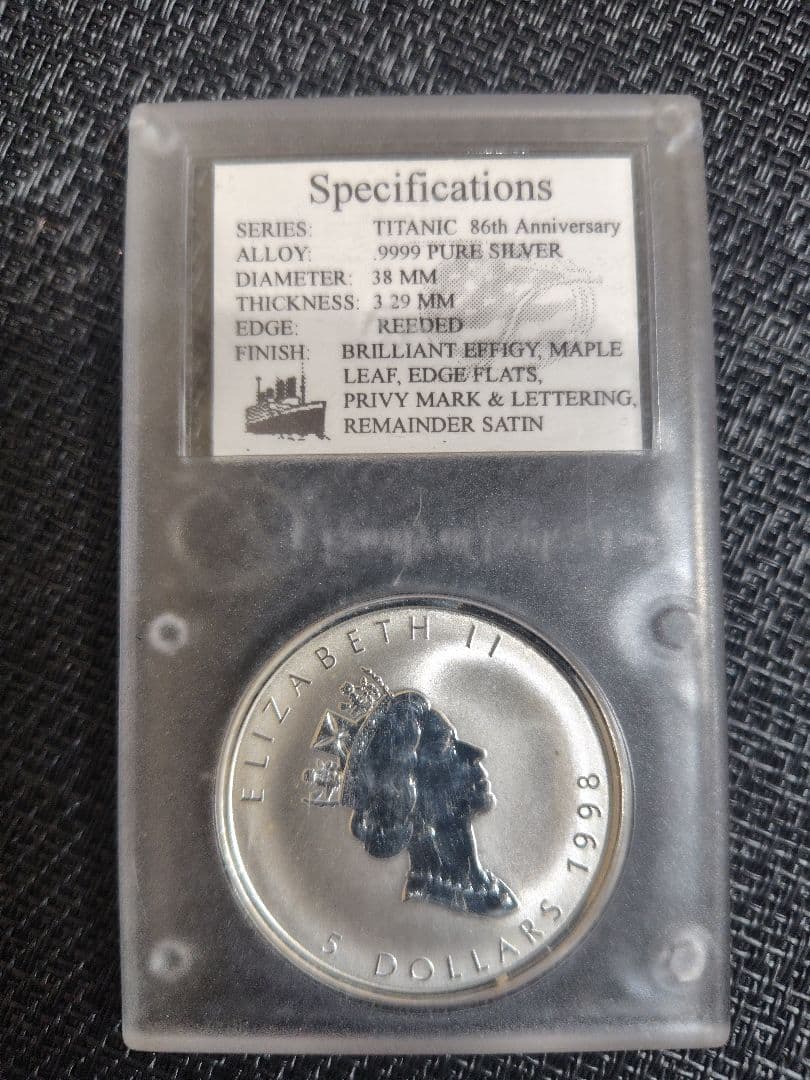 Specifications
SERIES: TITANIC 86th Anniversary
ALLOY: .9999 PURE SILVER
DIAMETER: 38 MM
THICKNESS: 3.29 MM
EDGE: REEDED
FINISH: BRILLIANT EFFIGY, MAPLE
LEAF, EDGE FLATS,
PRIVY MARK & LETTERING,
REMAINDER SATIN
ELIZABETH II
5 DOLLARS 1998